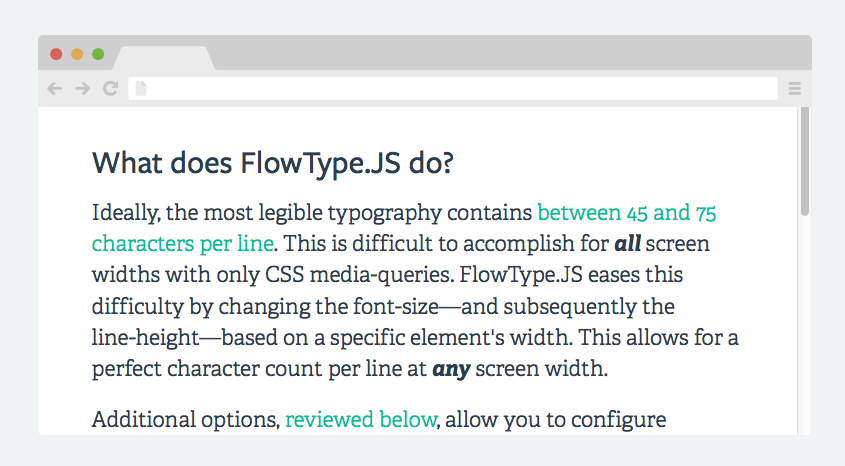 What does FlowType.JS do?
Ideally, the most legible typography contains between 45 and 75
characters per line. This is difficult to accomplish for all screen
widths with only CSS media-queries. FlowType.JS eases this
difficulty by changing the font-size—and subsequently the
line-height—based on a specific element's width. This allows for a
perfect character count per line at any screen width.
Additional options, reviewed below, allow you to configure